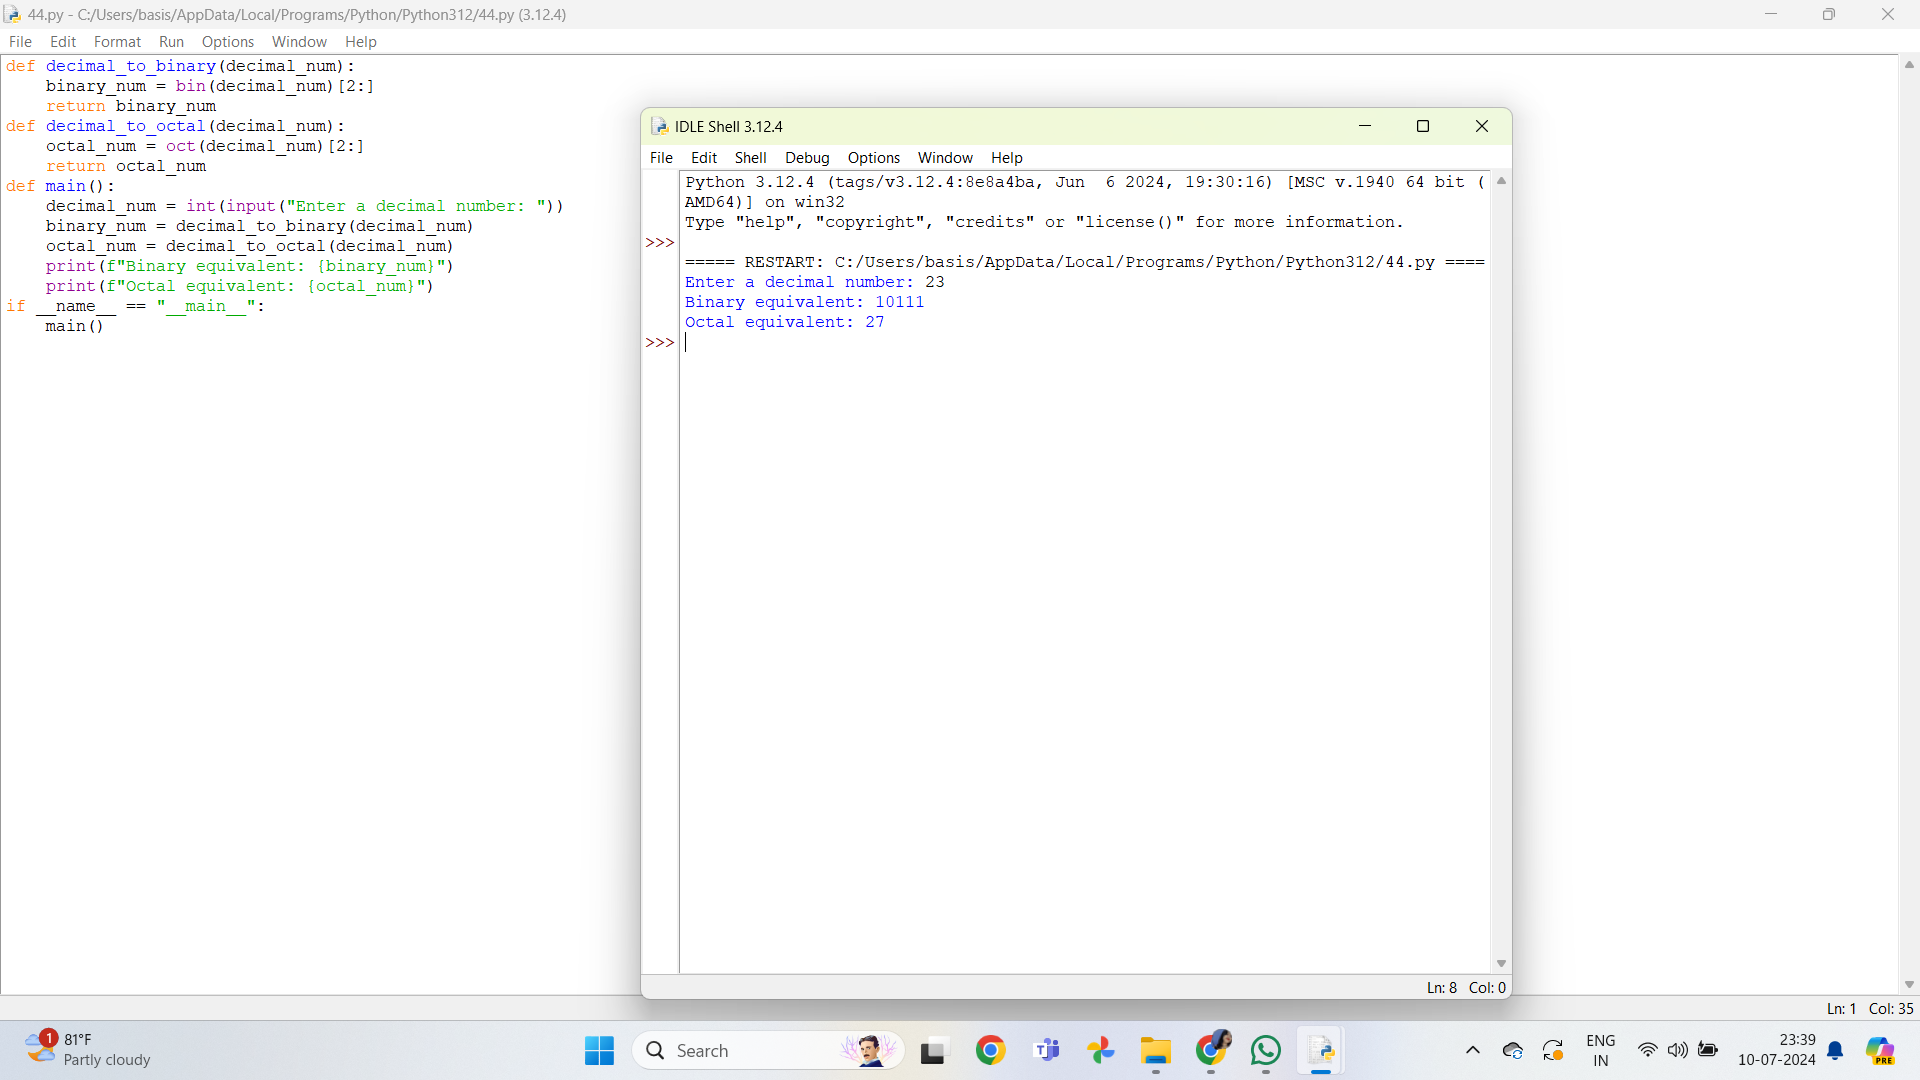 44.py - C:/Users/basis/AppData/Local/Programs/Python/Python312/44.py (3.12.4)
File Edit Format Run Options Window Help
def decimal_to_binary(decimal_num):
    binary_num = bin(decimal_num)[2:]
    return binary_num
def decimal_to_octal(decimal_num):
    octal_num = oct(decimal_num)[2:]
    return octal_num
def main():
    decimal_num = int(input("Enter a decimal number: "))
    binary_num = decimal_to_binary(decimal_num)
    octal_num = decimal_to_octal(decimal_num)
    print(f"Binary equivalent: {binary_num}")
    print(f"Octal equivalent: {octal_num}")
if __name__ == "__main__":
    main()
IDLE Shell 3.12.4
File Edit Shell Debug Options Window Help
Python 3.12.4 (tags/v3.12.4:8e8a4ba, Jun  6 2024, 19:30:16) [MSC v.1940 64 bit (
AMD64)] on win32
Type "help", "copyright", "credits" or "license()" for more information.
>>>
===== RESTART: C:/Users/basis/AppData/Local/Programs/Python/Python312/44.py ====
Enter a decimal number: 23
Binary equivalent: 10111
Octal equivalent: 27
>>>
Ln: 8 Col: 0
Ln: 1 Col: 35
1
81°F
Partly cloudy
Search
ENG
IN
23:39
10-07-2024
PRE